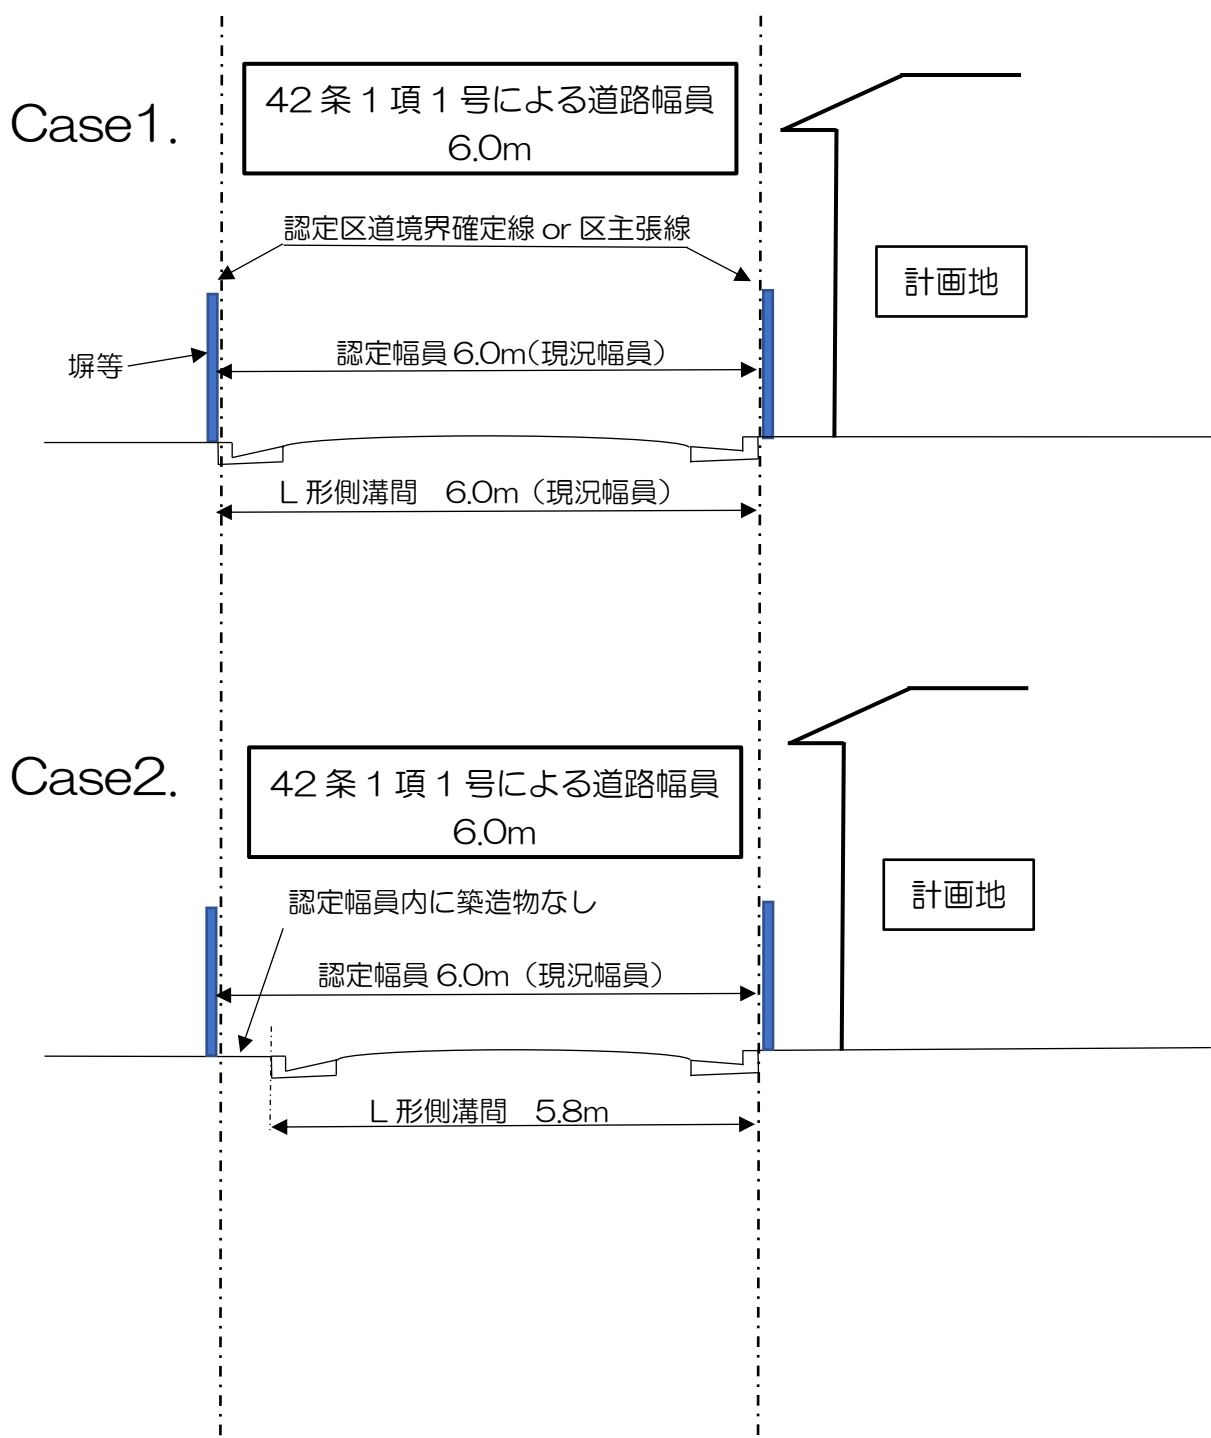 Case1.
42条1項1号による道路幅員
6.0m
認定区道境界確定線 or 区主張線
計画地
塀等
認定幅員6.0m(現況幅員)
L形側溝間 6.0m(現況幅員)
Case2.
42条1項1号による道路幅員
6.0m
計画地
認定幅員内に築造物なし
認定幅員6.0m(現況幅員)
L形側溝間 5.8m